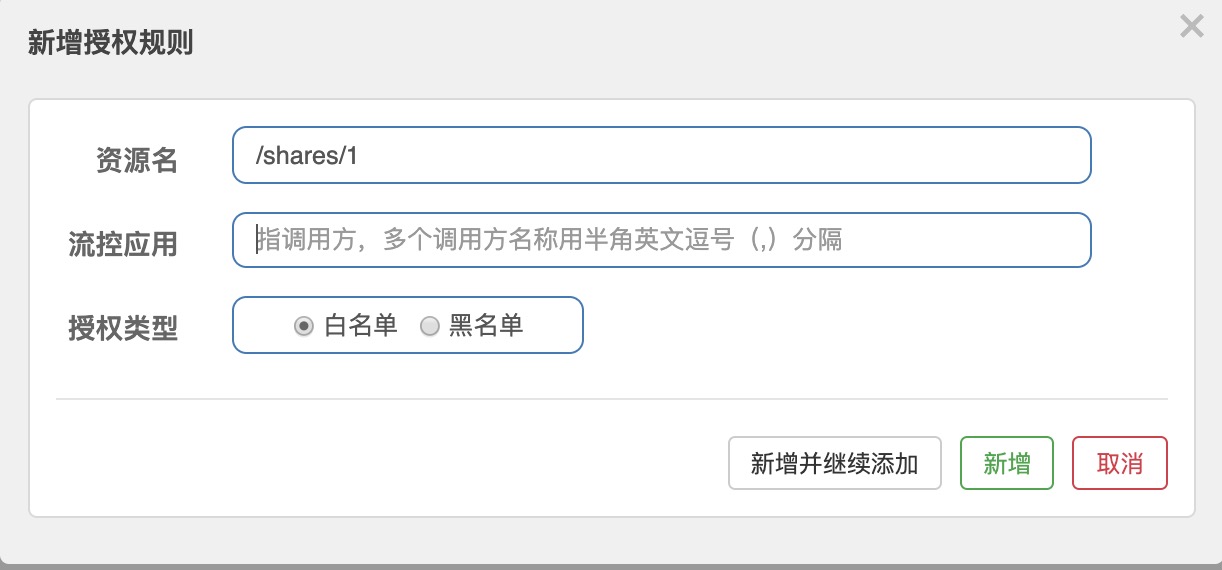 新增授权规则
资源名 /shares/1
流控应用 指调用方，多个调用方名称用半角英文逗号（,）分隔
授权类型 白名单 黑名单
新增并继续添加 新增 取消